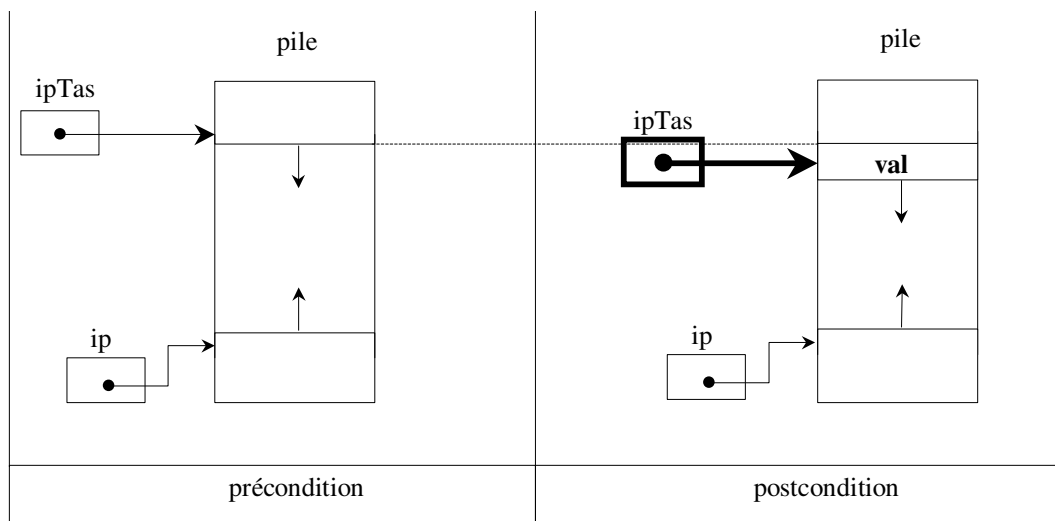 pile
ipTas
ip
précondition
pile
ipTas
val
ip
postcondition